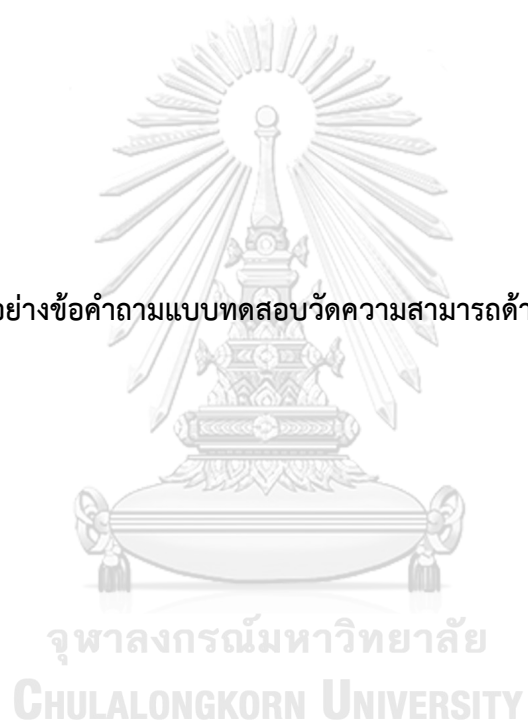 ย่างข้อคำถามแบบทดสอบวัดความสามารถด้า
จุฬาลงกรณ์มหาวิทยาลัย
CHULALONGKORN UNIVERSITY